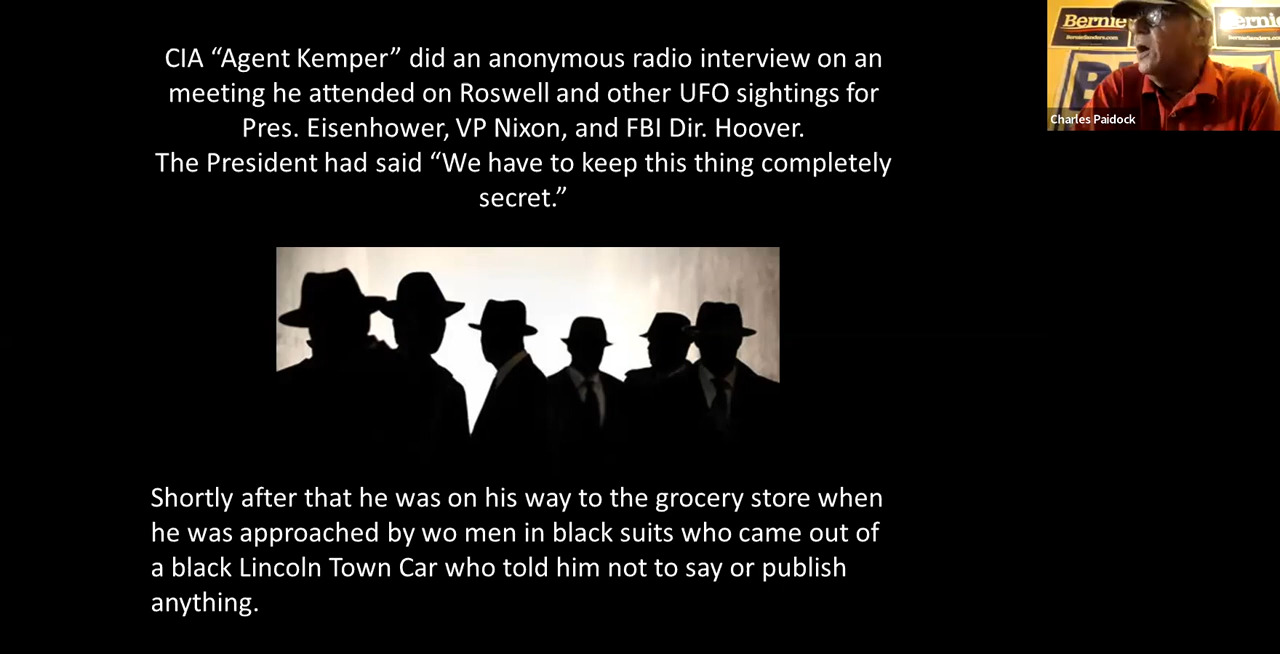 CIA “Agent Kemper” did an anonymous radio interview on an
meeting he attended on Roswell and other UFO sightings for
Pres. Eisenhower, VP Nixon, and FBI Dir. Hoover.
The President had said “We have to keep this thing completely
secret.”
Shortly after that he was on his way to the grocery store when
he was approached by wo men in black suits who came out of
a black Lincoln Town Car who told him not to say or publish
anything.
Bernie
BernieSanders.com
Bernie
BernieSanders.com
Charles Paidock